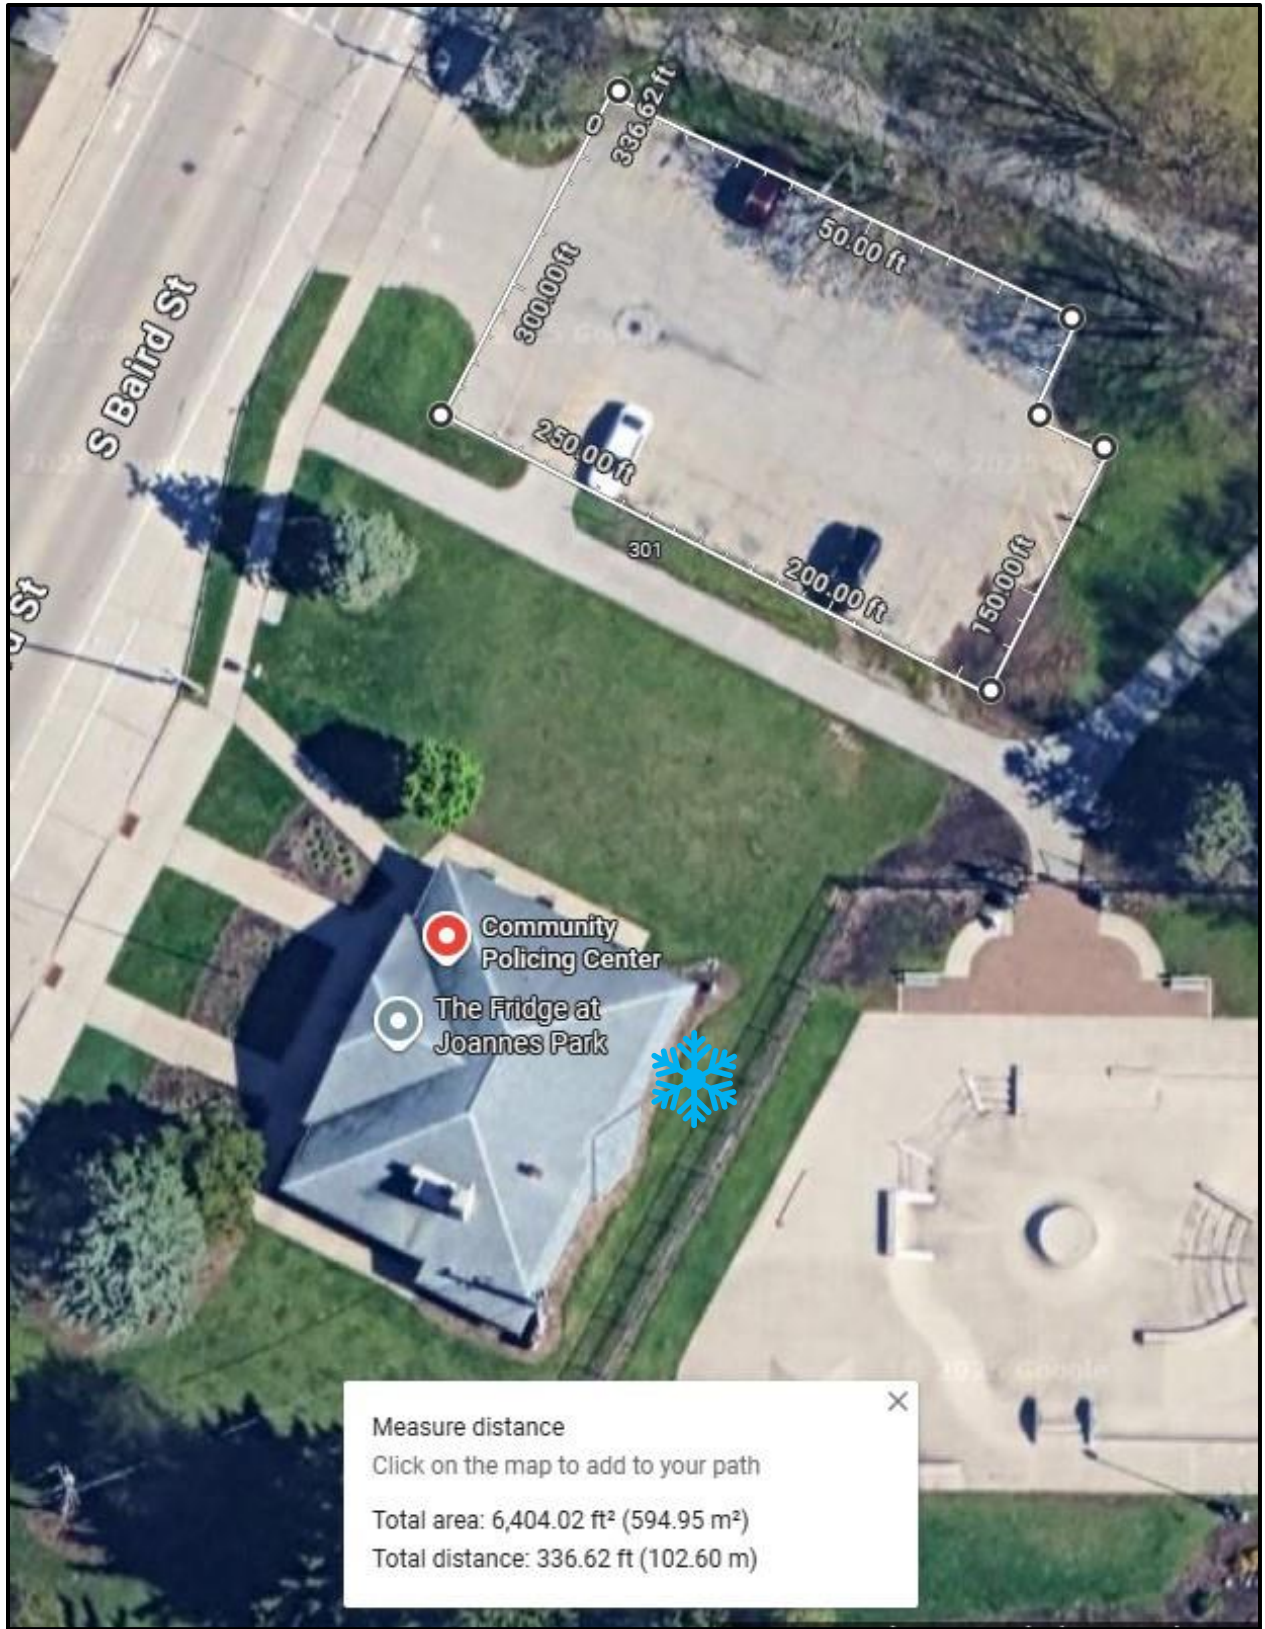 336.62 ft
0
50.00 ft
300.00 ft
S Baird St
250.00 ft
301
200.00 ft
150.00 ft
d St
Community
Policing Center
The Fridge at
Joannes Park
Measure distance
Click on the map to add to your path
Total area: 6,404.02 ft² (594.95 m²)
Total distance: 336.62 ft (102.60 m)